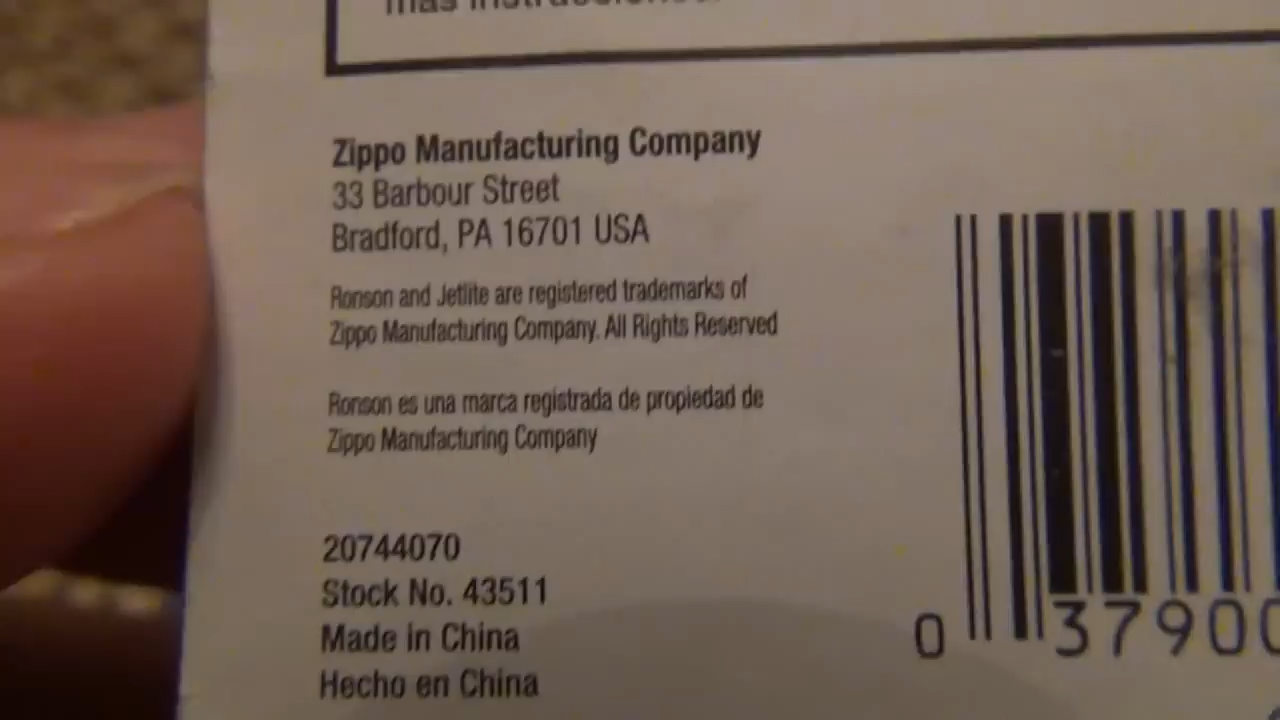 más instrucciones.
Zippo Manufacturing Company
33 Barbour Street
Bradford, PA 16701 USA
Ronson and Jetlite are registered trademarks of
Zippo Manufacturing Company. All Rights Reserved
Ronson es una marca registrada de propiedad de
Zippo Manufacturing Company
20744070
Stock No. 43511
Made in China
Hecho en China
0 37900